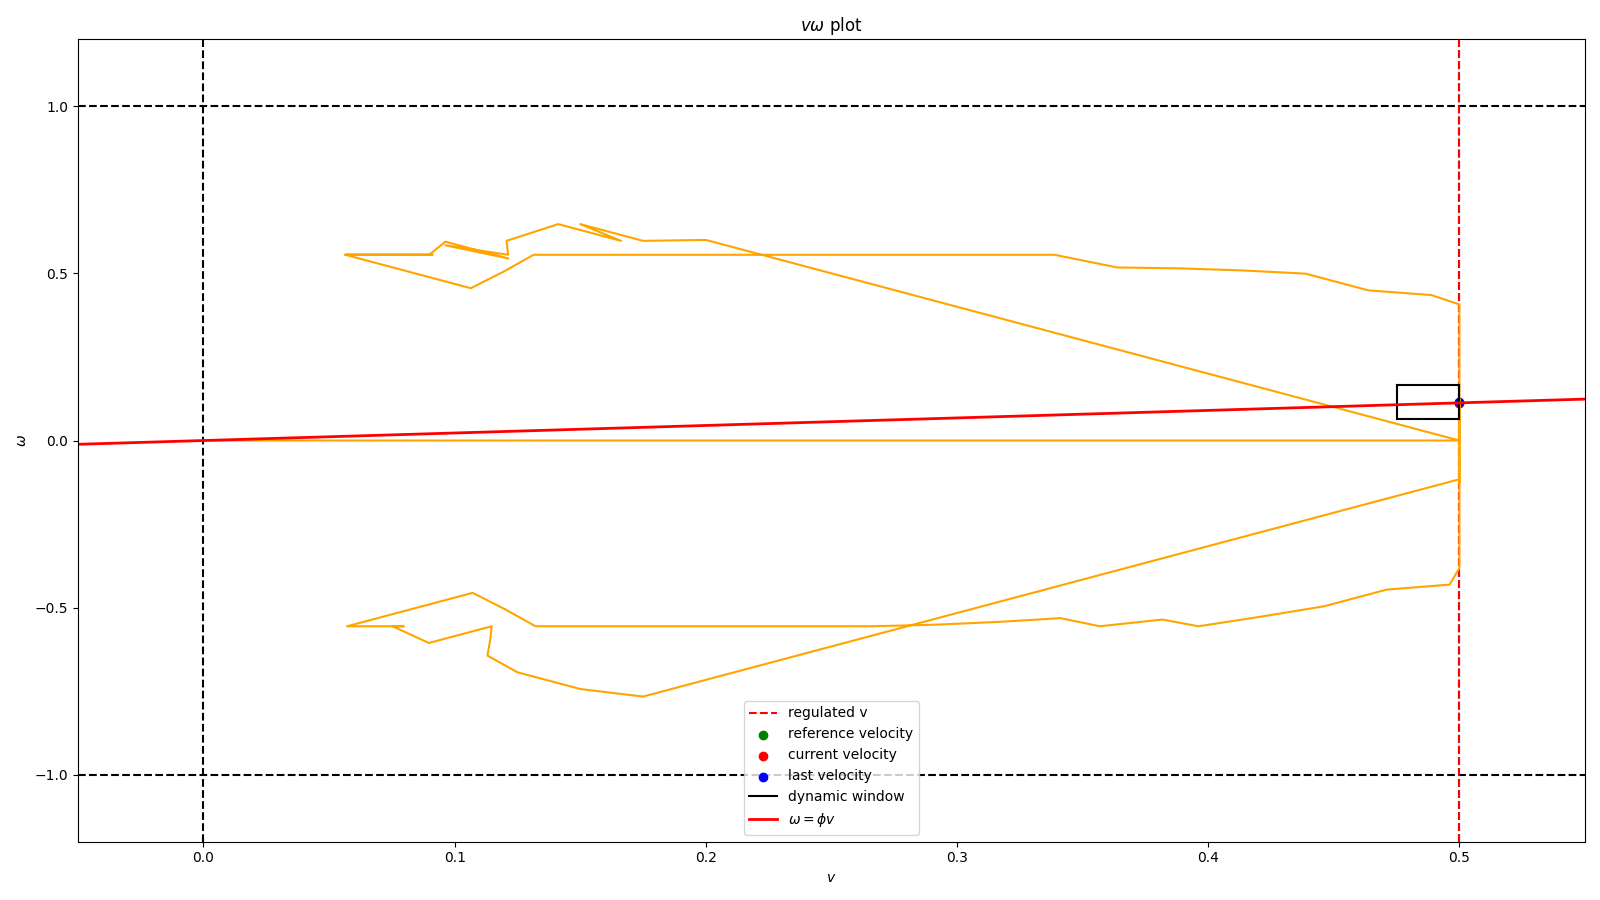 vω plot
1.0
0.5
0.0
−0.5
−1.0
ω
0.0 0.1 0.2 0.3 0.4 0.5
v
regulated v
reference velocity
current velocity
last velocity
dynamic window
ω = ϕv